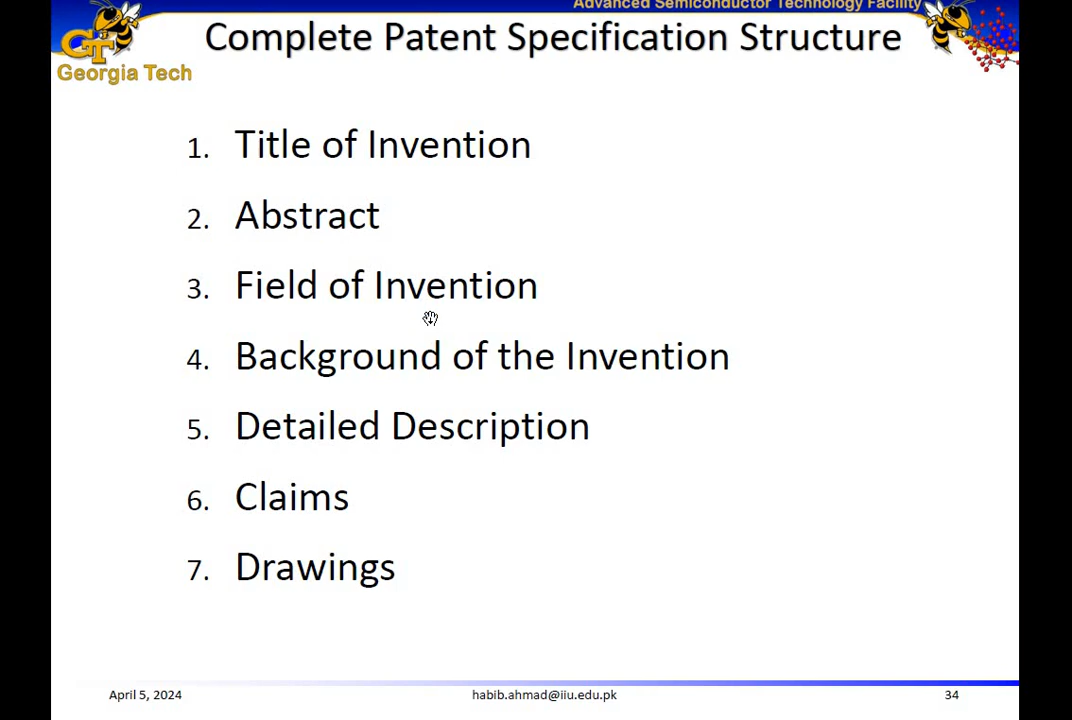 Advanced Semiconductor Technology Facility
Complete Patent Specification Structure
GT
Georgia Tech
1. Title of Invention
2. Abstract
3. Field of Invention
4. Background of the Invention
5. Detailed Description
6. Claims
7. Drawings
April 5, 2024 habib.ahmad@iiu.edu.pk 34